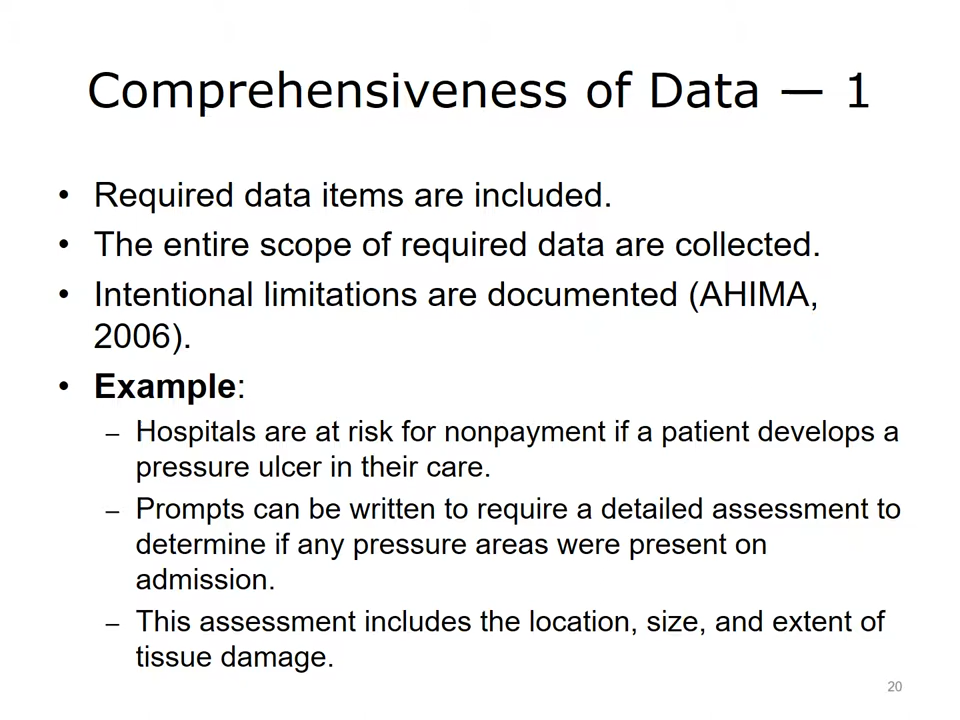 Comprehensiveness of Data — 1
• Required data items are included.
• The entire scope of required data are collected.
• Intentional limitations are documented (AHIMA,
2006).
• Example:
– Hospitals are at risk for nonpayment if a patient develops a
pressure ulcer in their care.
– Prompts can be written to require a detailed assessment to
determine if any pressure areas were present on
admission.
– This assessment includes the location, size, and extent of
tissue damage.
20